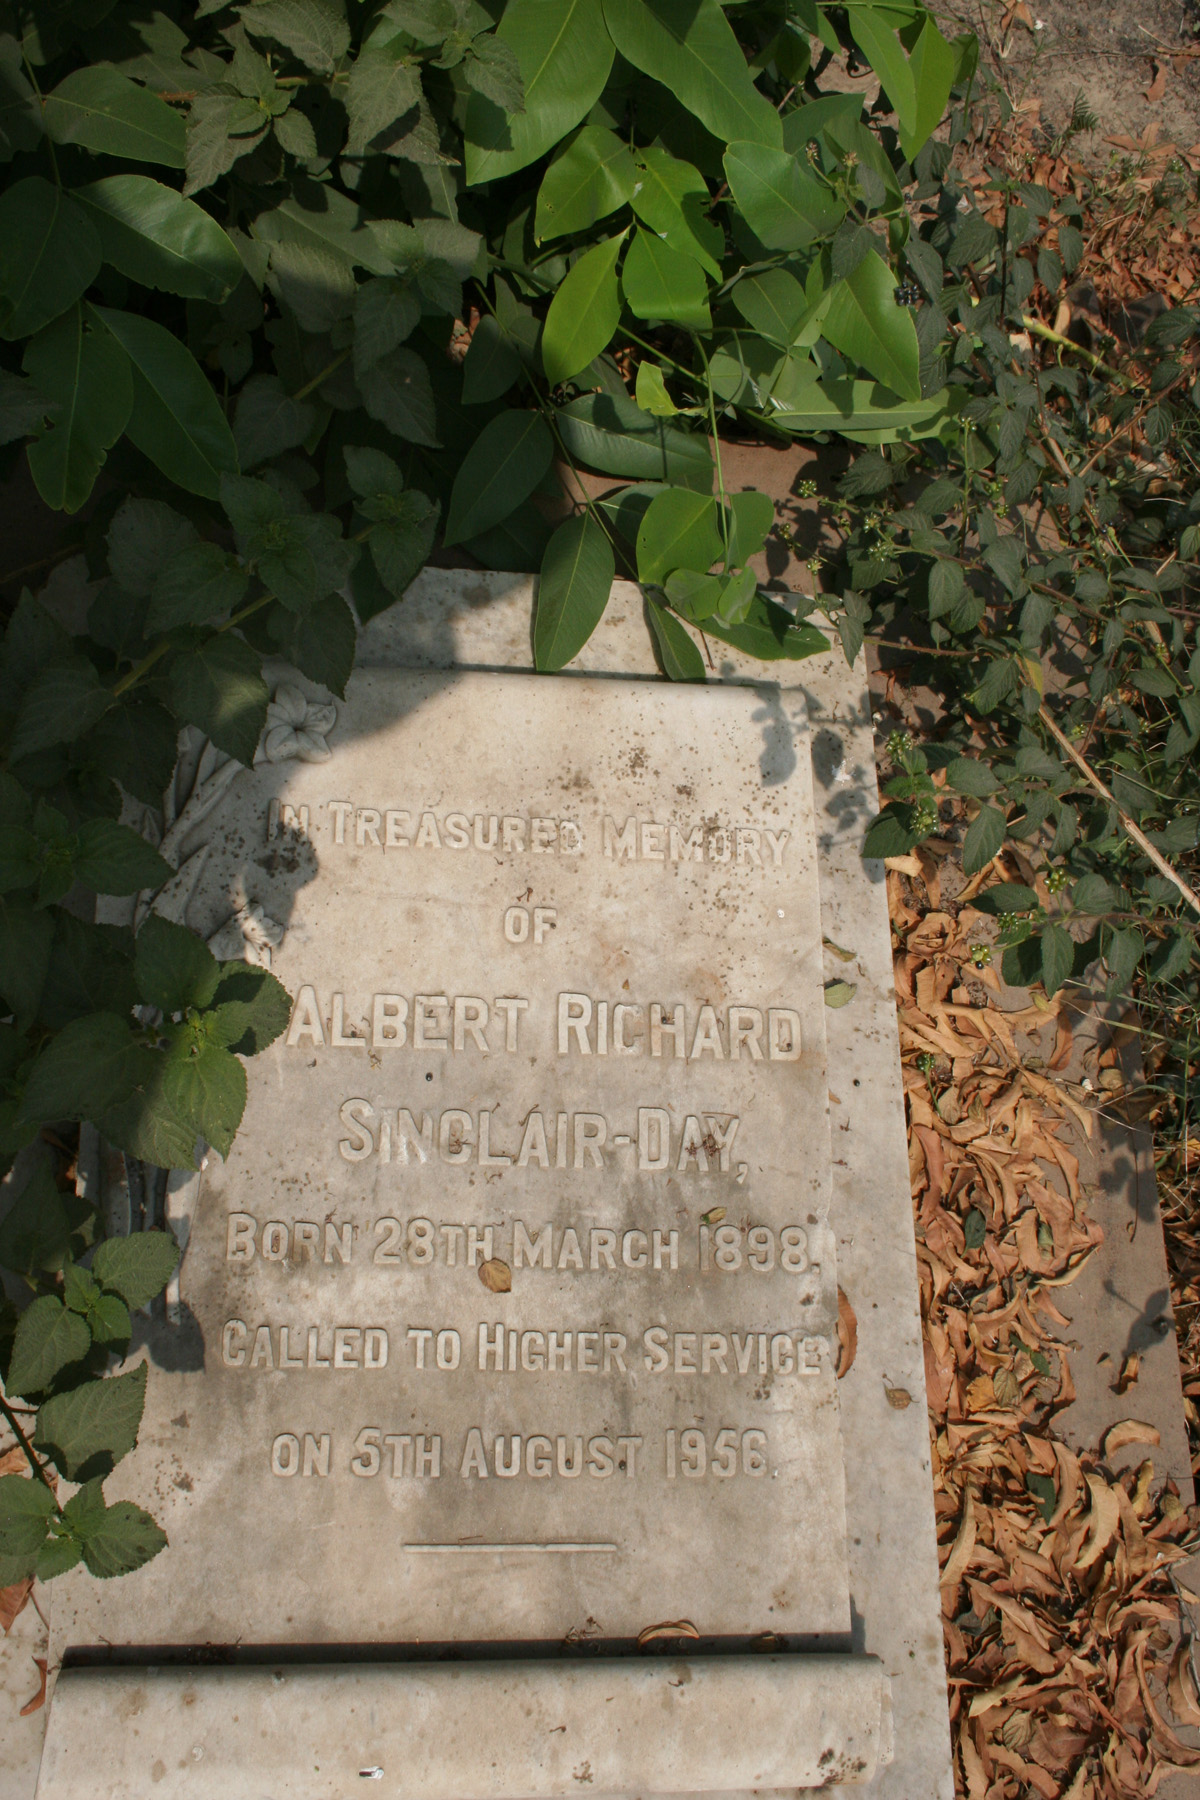 IN TREASURED MEMORY
OF
ALBERT RICHARD
SINCLAIR-DAY,
BORN 28TH MARCH 1898.
CALLED TO HIGHER SERVICE
ON 5TH AUGUST 1956.